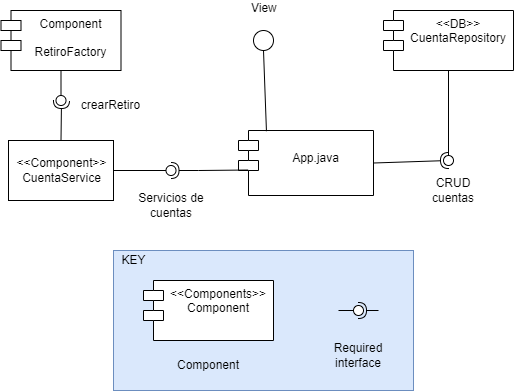 View
Component
RetiroFactory
<<DB>>
CuentaRepository
crearRetiro
<<Component>>
CuentaService
App.java
Servicios de
cuentas
CRUD
cuentas
KEY
<<Components>>
Component
Component
Required
interface